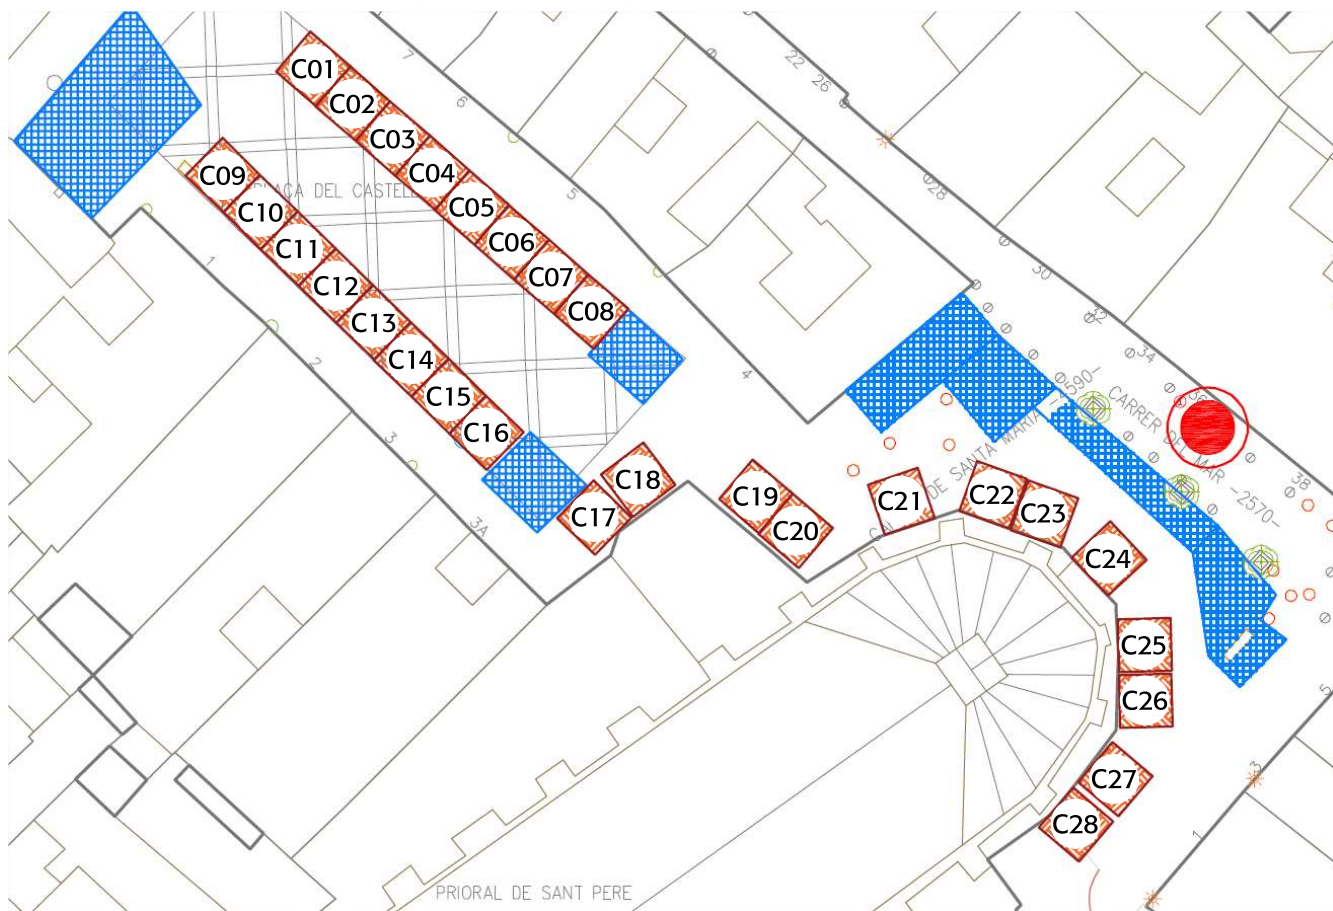 C01
C02
C03
C04
C05
C06
C07
C08
C09
C10
C11
C12
C13
C14
C15
C16
C17
C18
C19
C20
C21
C22
C23
C24
C25
C26
C27
C28
PLAÇA DEL CASTELL
DE SANTA MARIA
-2590-
CARRER DEL MAR -2570-
PRIORAL DE SANT PERE
7
6
5
4
1
2
3
3A
22
26
28
30
32
34
36
38
5
3
1